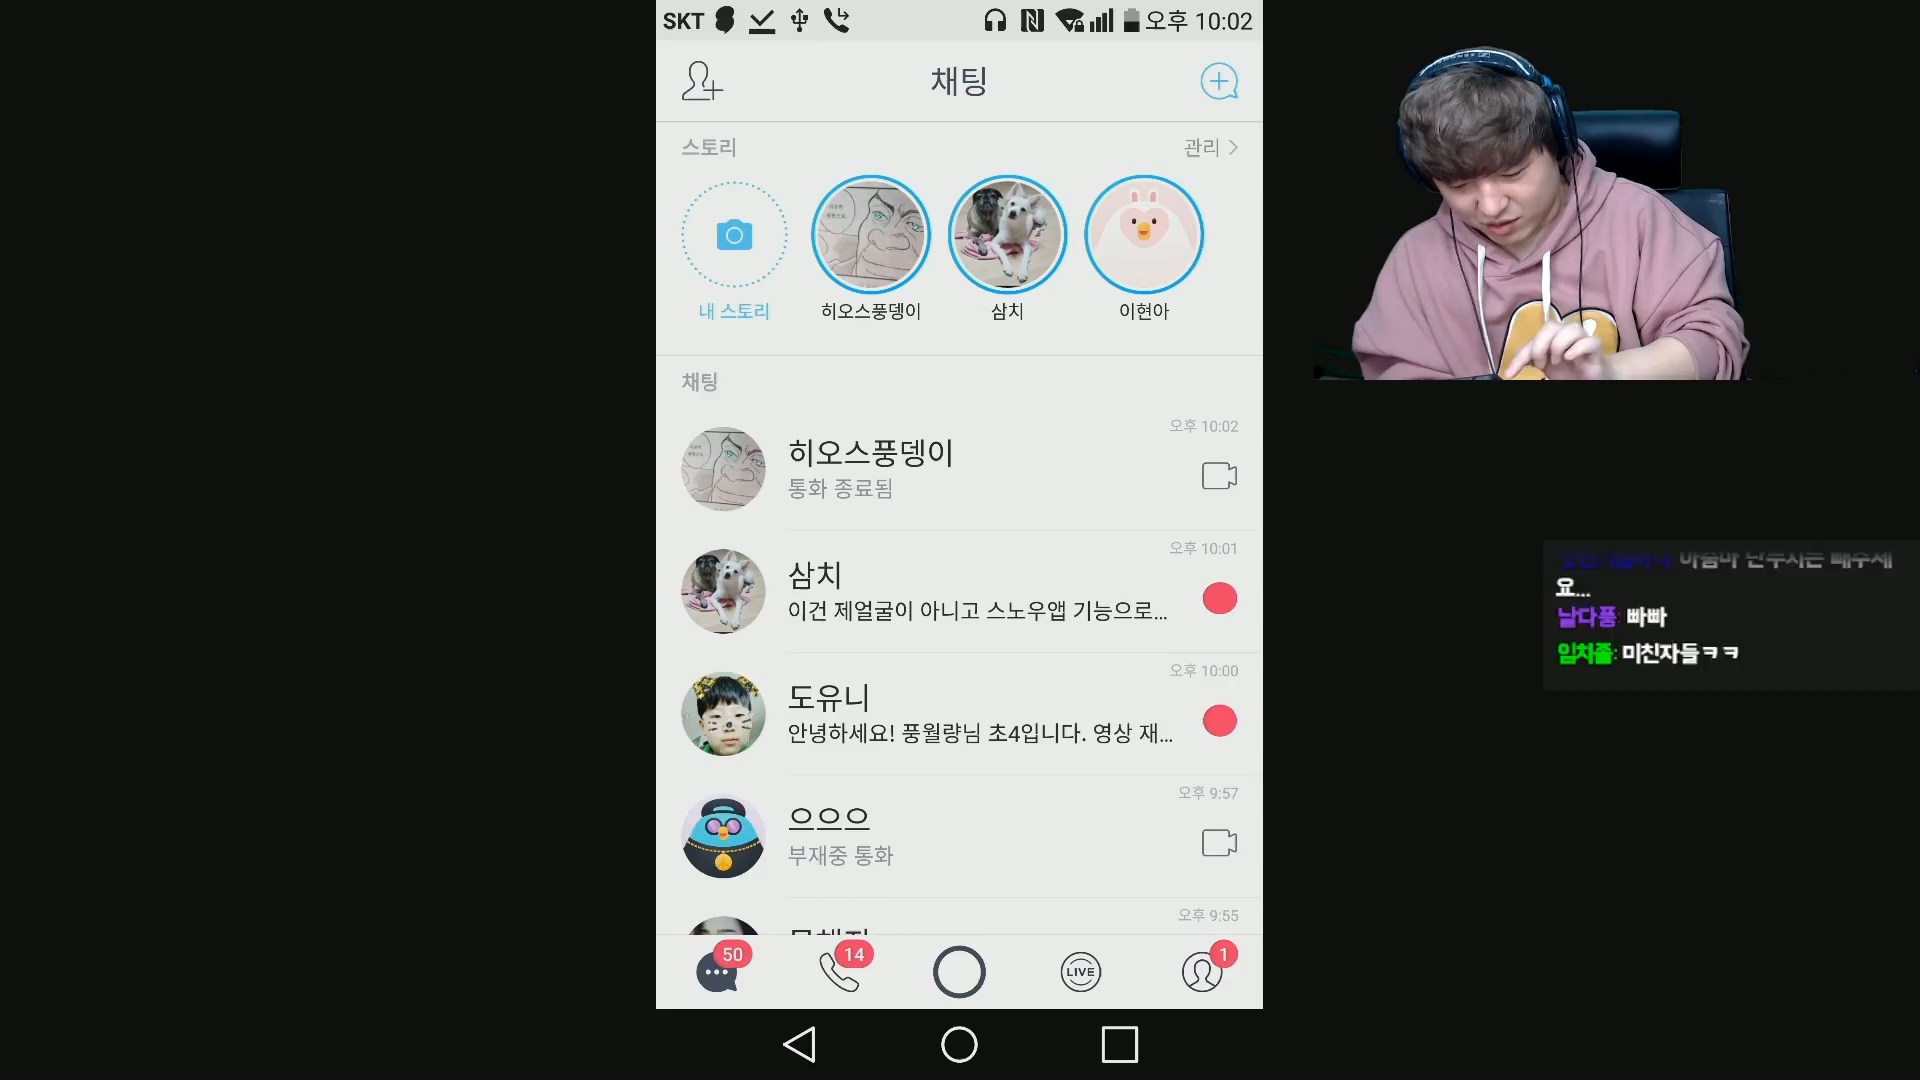 SKT 오후 10:02
채팅
스토리 관리
내 스토리 히오스풍뎅이 삼치 이현아
채팅
오후 10:02
히오스풍뎅이
통화 종료됨
오후 10:01
삼치
이건 제얼굴이 아니고 스노우앱 기능으로...
오후 10:00
도유니
안녕하세요! 풍월량님 초4입니다. 영상 재...
오후 9:57
으으으
부재중 통화
오후 9:55
50 14 LIVE 1
요...
날다풍: 빠빠
임차졸: 미친자들ㅋㅋ